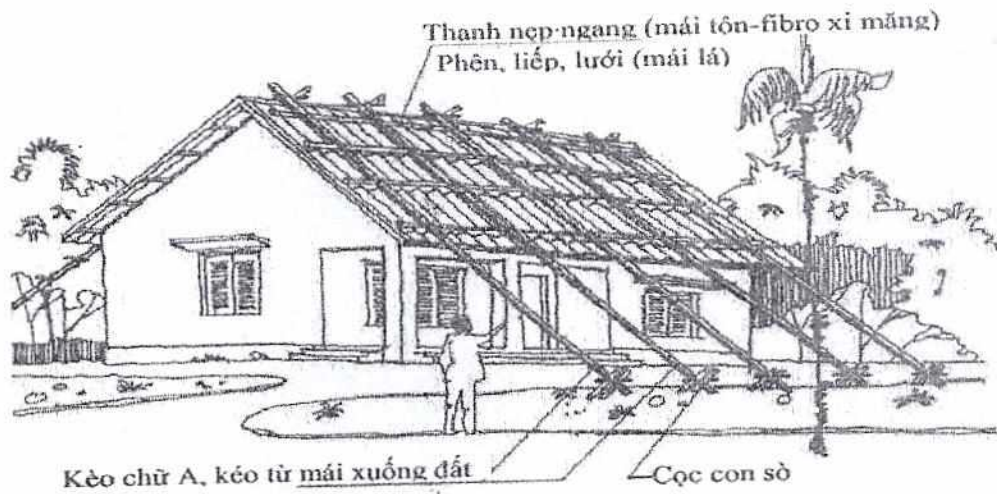 Thanh nẹp ngang (mái tôn-fibro xi măng)
Phên, liếp, lưới (mái lá)
Kèo chữ A, kéo từ mái xuống đất
Cọc con sò